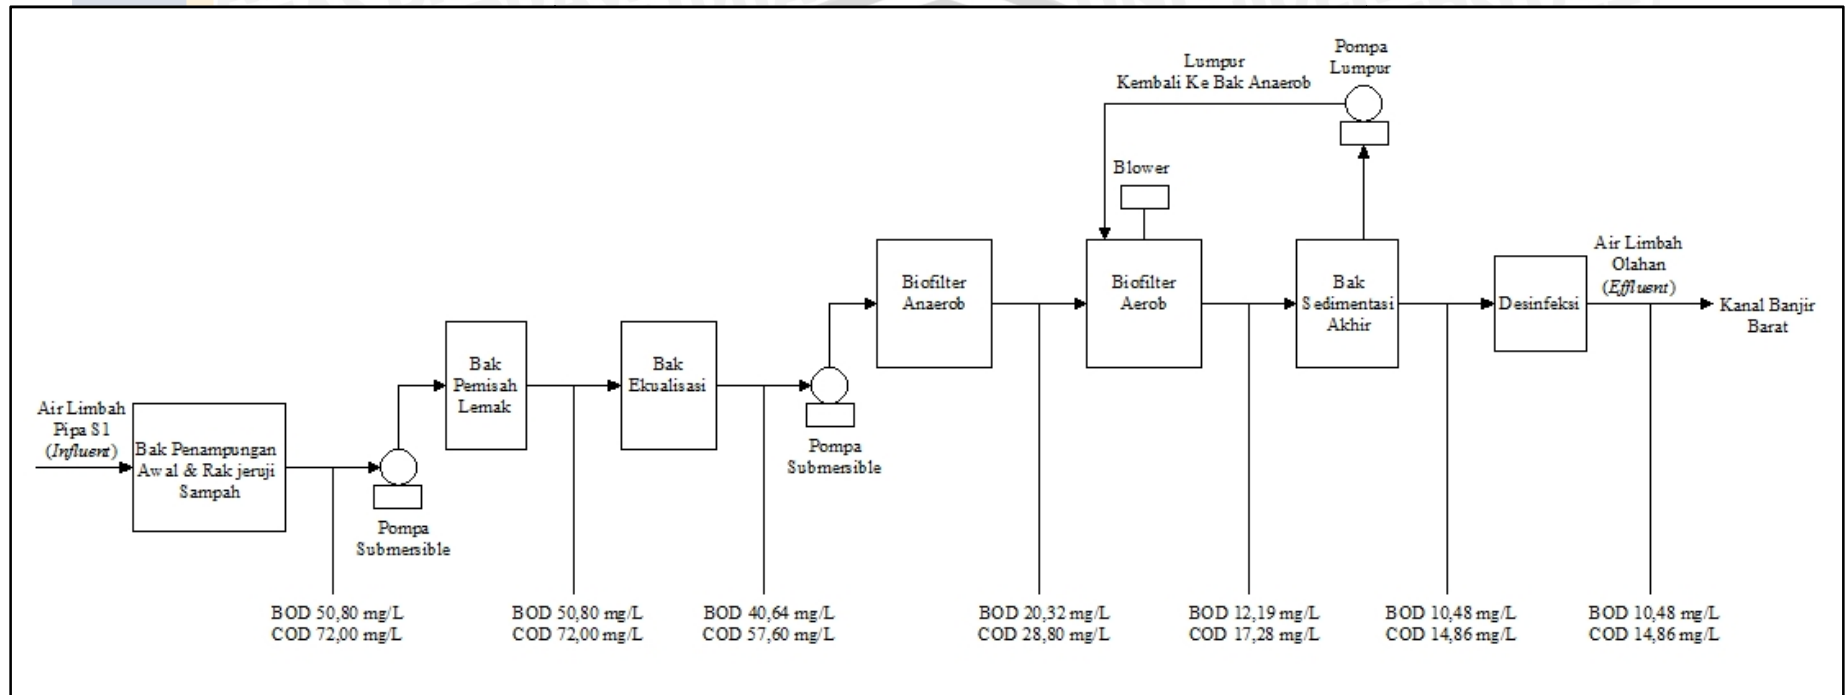 Pompa
Lumpur
Lumpur
Kembali Ke Bak Anaerob
Blower
Air Limbah
Pipa S1
(Influent)
Bak Penampungan
Awal & Rak jeruji
Sampah
Pompa
Submersible
Bak
Pemisah
Lemak
Bak
Ekualisasi
Pompa
Submersible
Biofilter
Anaerob
Biofilter
Aerob
Bak
Sedimentasi
Akhir
Desinfeksi
Air Limbah
Olahan
(Effluent)
Kanal Banjir
Barat
BOD 50,80 mg/L
COD 72,00 mg/L
BOD 50,80 mg/L
COD 72,00 mg/L
BOD 40,64 mg/L
COD 57,60 mg/L
BOD 20,32 mg/L
COD 28,80 mg/L
BOD 12,19 mg/L
COD 17,28 mg/L
BOD 10,48 mg/L
COD 14,86 mg/L
BOD 10,48 mg/L
COD 14,86 mg/L